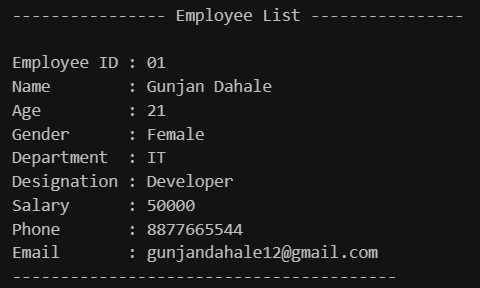 ---------------- Employee List ----------------
Employee ID : 01
Name        : Gunjan Dahale
Age         : 21
Gender      : Female
Department  : IT
Designation : Developer
Salary      : 50000
Phone       : 8877665544
Email       : gunjandahale12@gmail.com
----------------------------------------